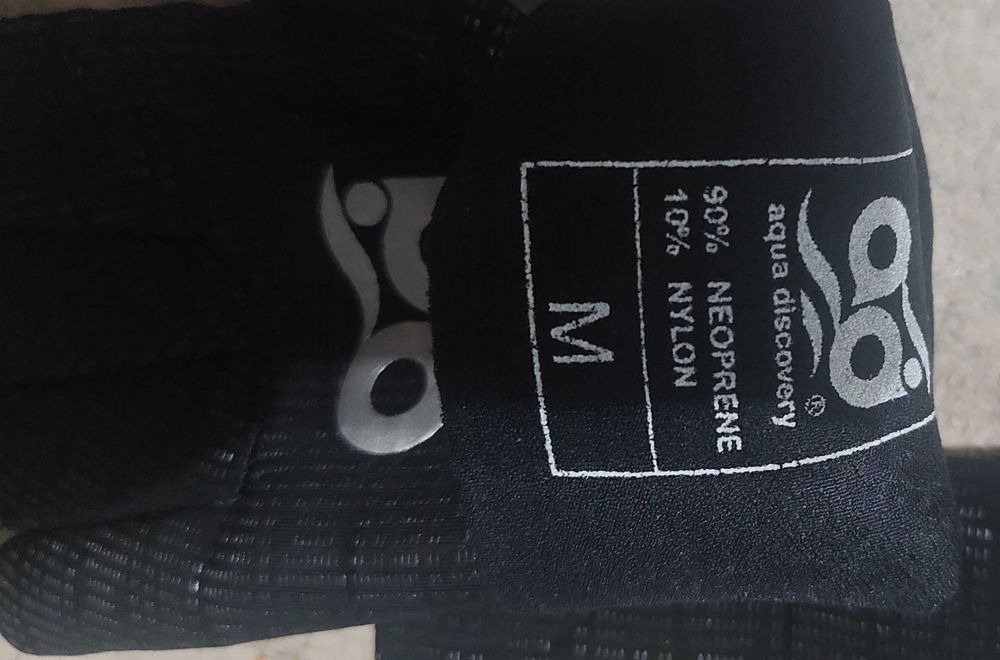 aqua discovery ®
90% NEOPRENE
10% NYLON
M